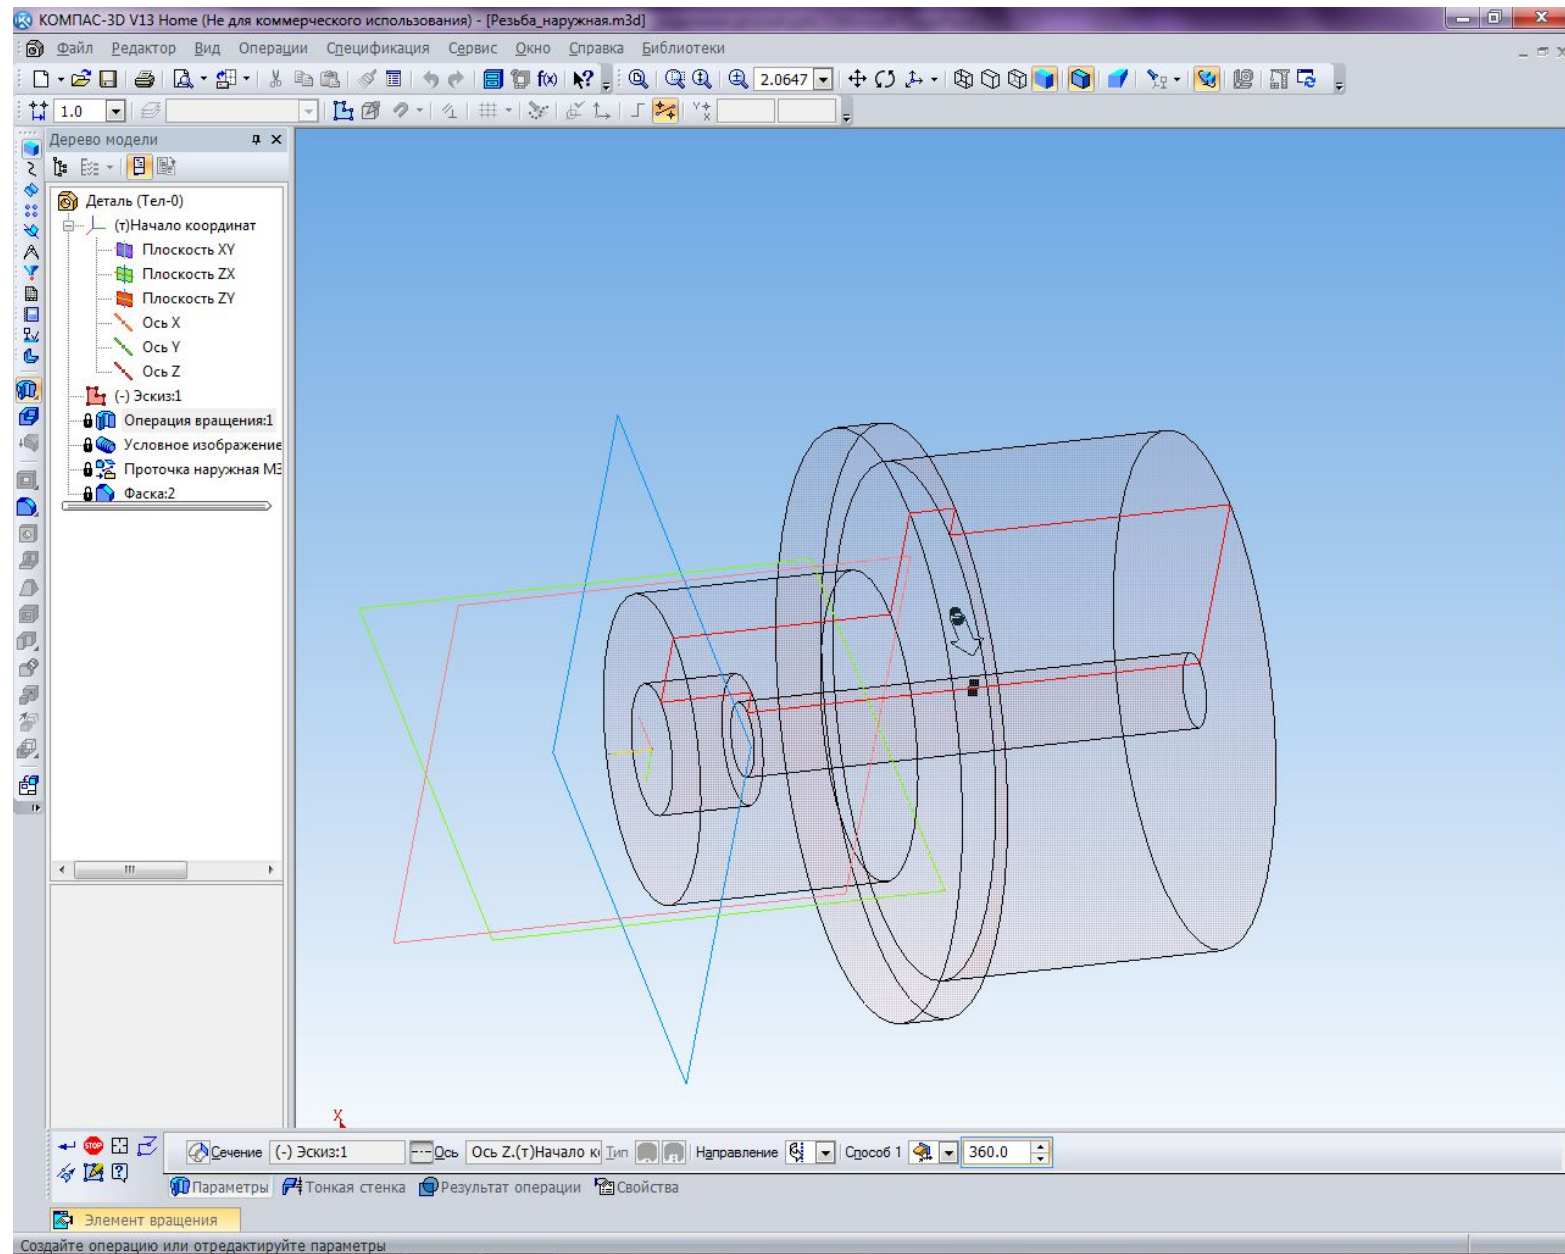 КОМПАС-3D V13 Home (Не для коммерческого использования) - [Резьба_наружная.m3d]
Файл Редактор Вид Операции Спецификация Сервис Окно Справка Библиотеки
2.0647
1.0
Дерево модели
Деталь (Тел-0)
(т)Начало координат
Плоскость XY
Плоскость ZX
Плоскость ZY
Ось X
Ось Y
Ось Z
(-) Эскиз:1
Операция вращения:1
Условное изображение
Проточка наружная М3
Фаска:2
X
Сечение (-) Эскиз:1 Ось Ось Z.(т)Начало ко Тип Направление Способ 1 360.0
Параметры Тонкая стенка Результат операции Свойства
Элемент вращения
Создайте операцию или отредактируйте параметры